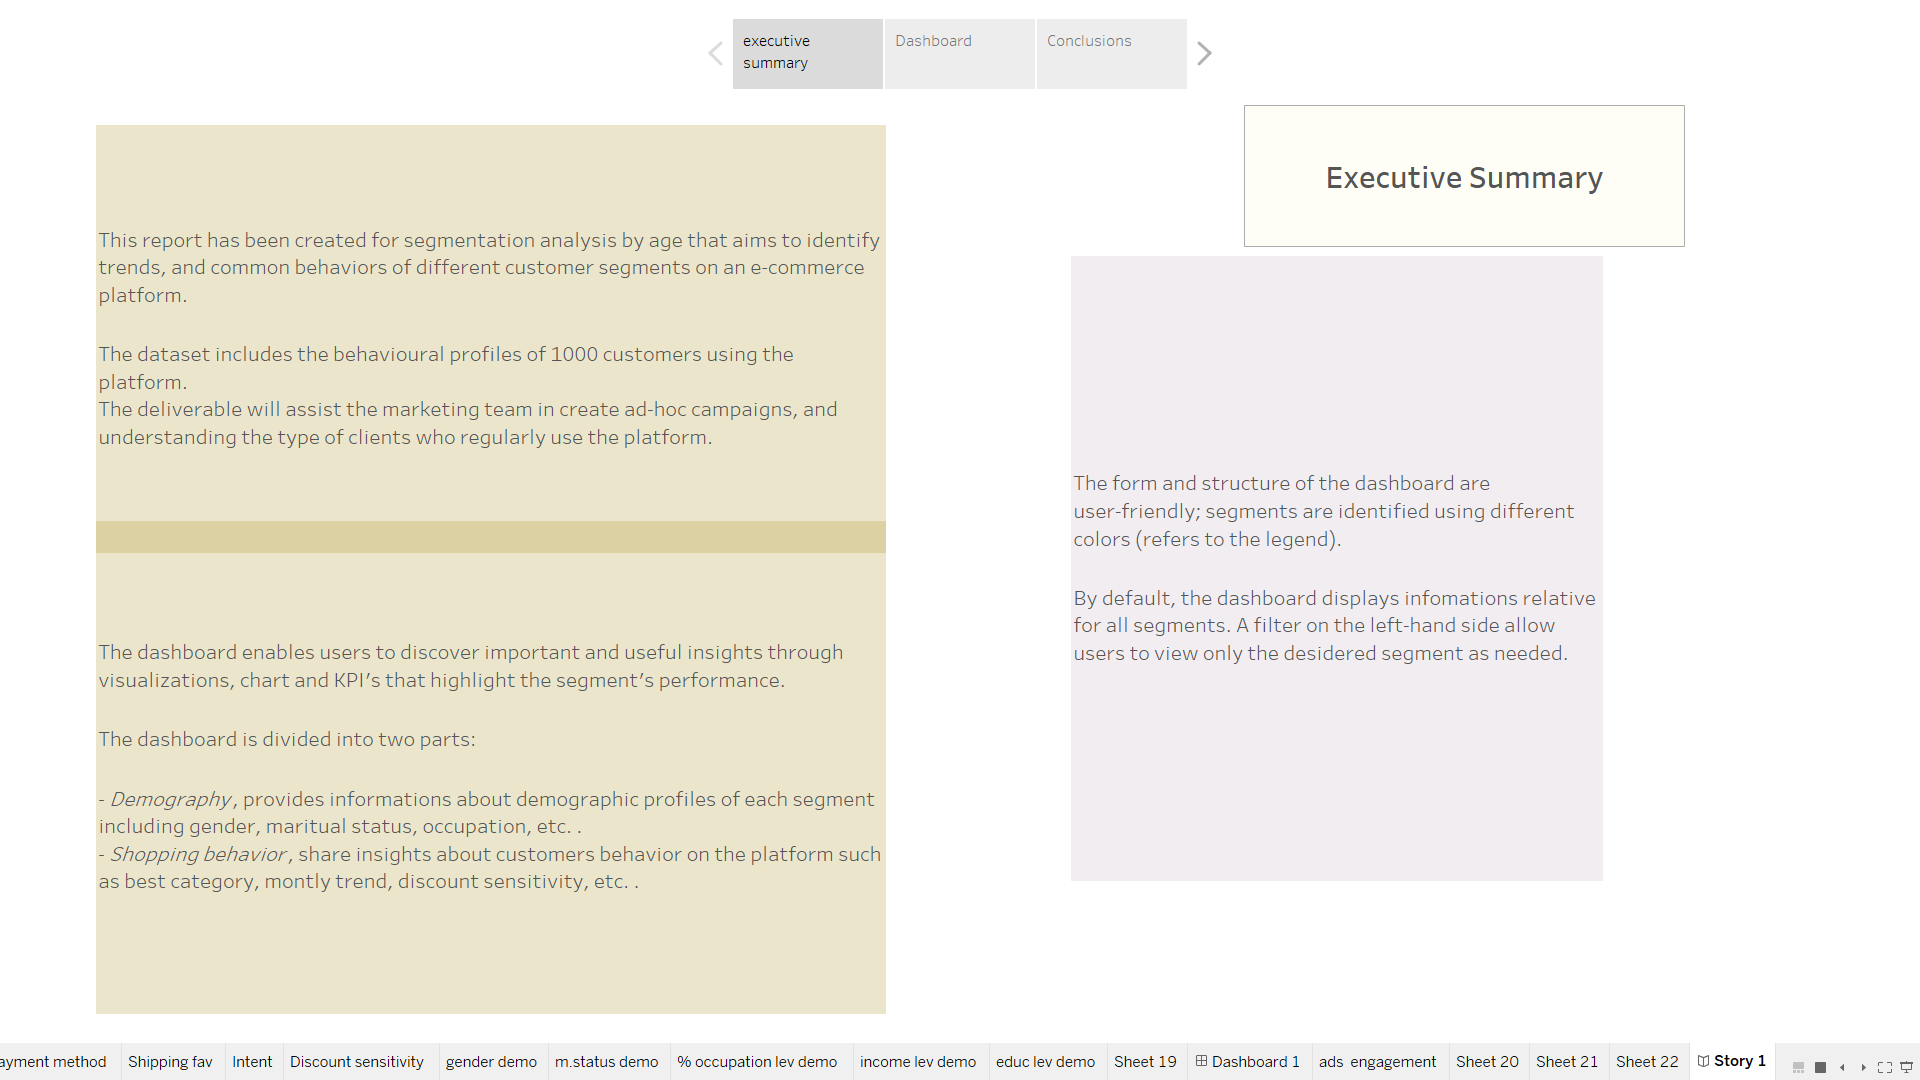 executive
summary
Dashboard
Conclusions
Executive Summary
This report has been created for segmentation analysis by age that aims to identify
trends, and common behaviors of different customer segments on an e-commerce
platform.
The dataset includes the behavioural profiles of 1000 customers using the
platform.
The deliverable will assist the marketing team in create ad-hoc campaigns, and
understanding the type of clients who regularly use the platform.
The dashboard enables users to discover important and useful insights through
visualizations, chart and KPI's that highlight the segment's performance.
The dashboard is divided into two parts:
- Demography, provides informations about demographic profiles of each segment
including gender, maritual status, occupation, etc. .
- Shopping behavior, share insights about customers behavior on the platform such
as best category, montly trend, discount sensitivity, etc. .
The form and structure of the dashboard are
user-friendly; segments are identified using different
colors (refers to the legend).
By default, the dashboard displays infomations relative
for all segments. A filter on the left-hand side allow
users to view only the desidered segment as needed.
ayment method
Shipping fav
Intent
Discount sensitivity
gender demo
m.status demo
% occupation lev demo
income lev demo
educ lev demo
Sheet 19
Dashboard 1
ads engagement
Sheet 20
Sheet 21
Sheet 22
Story 1